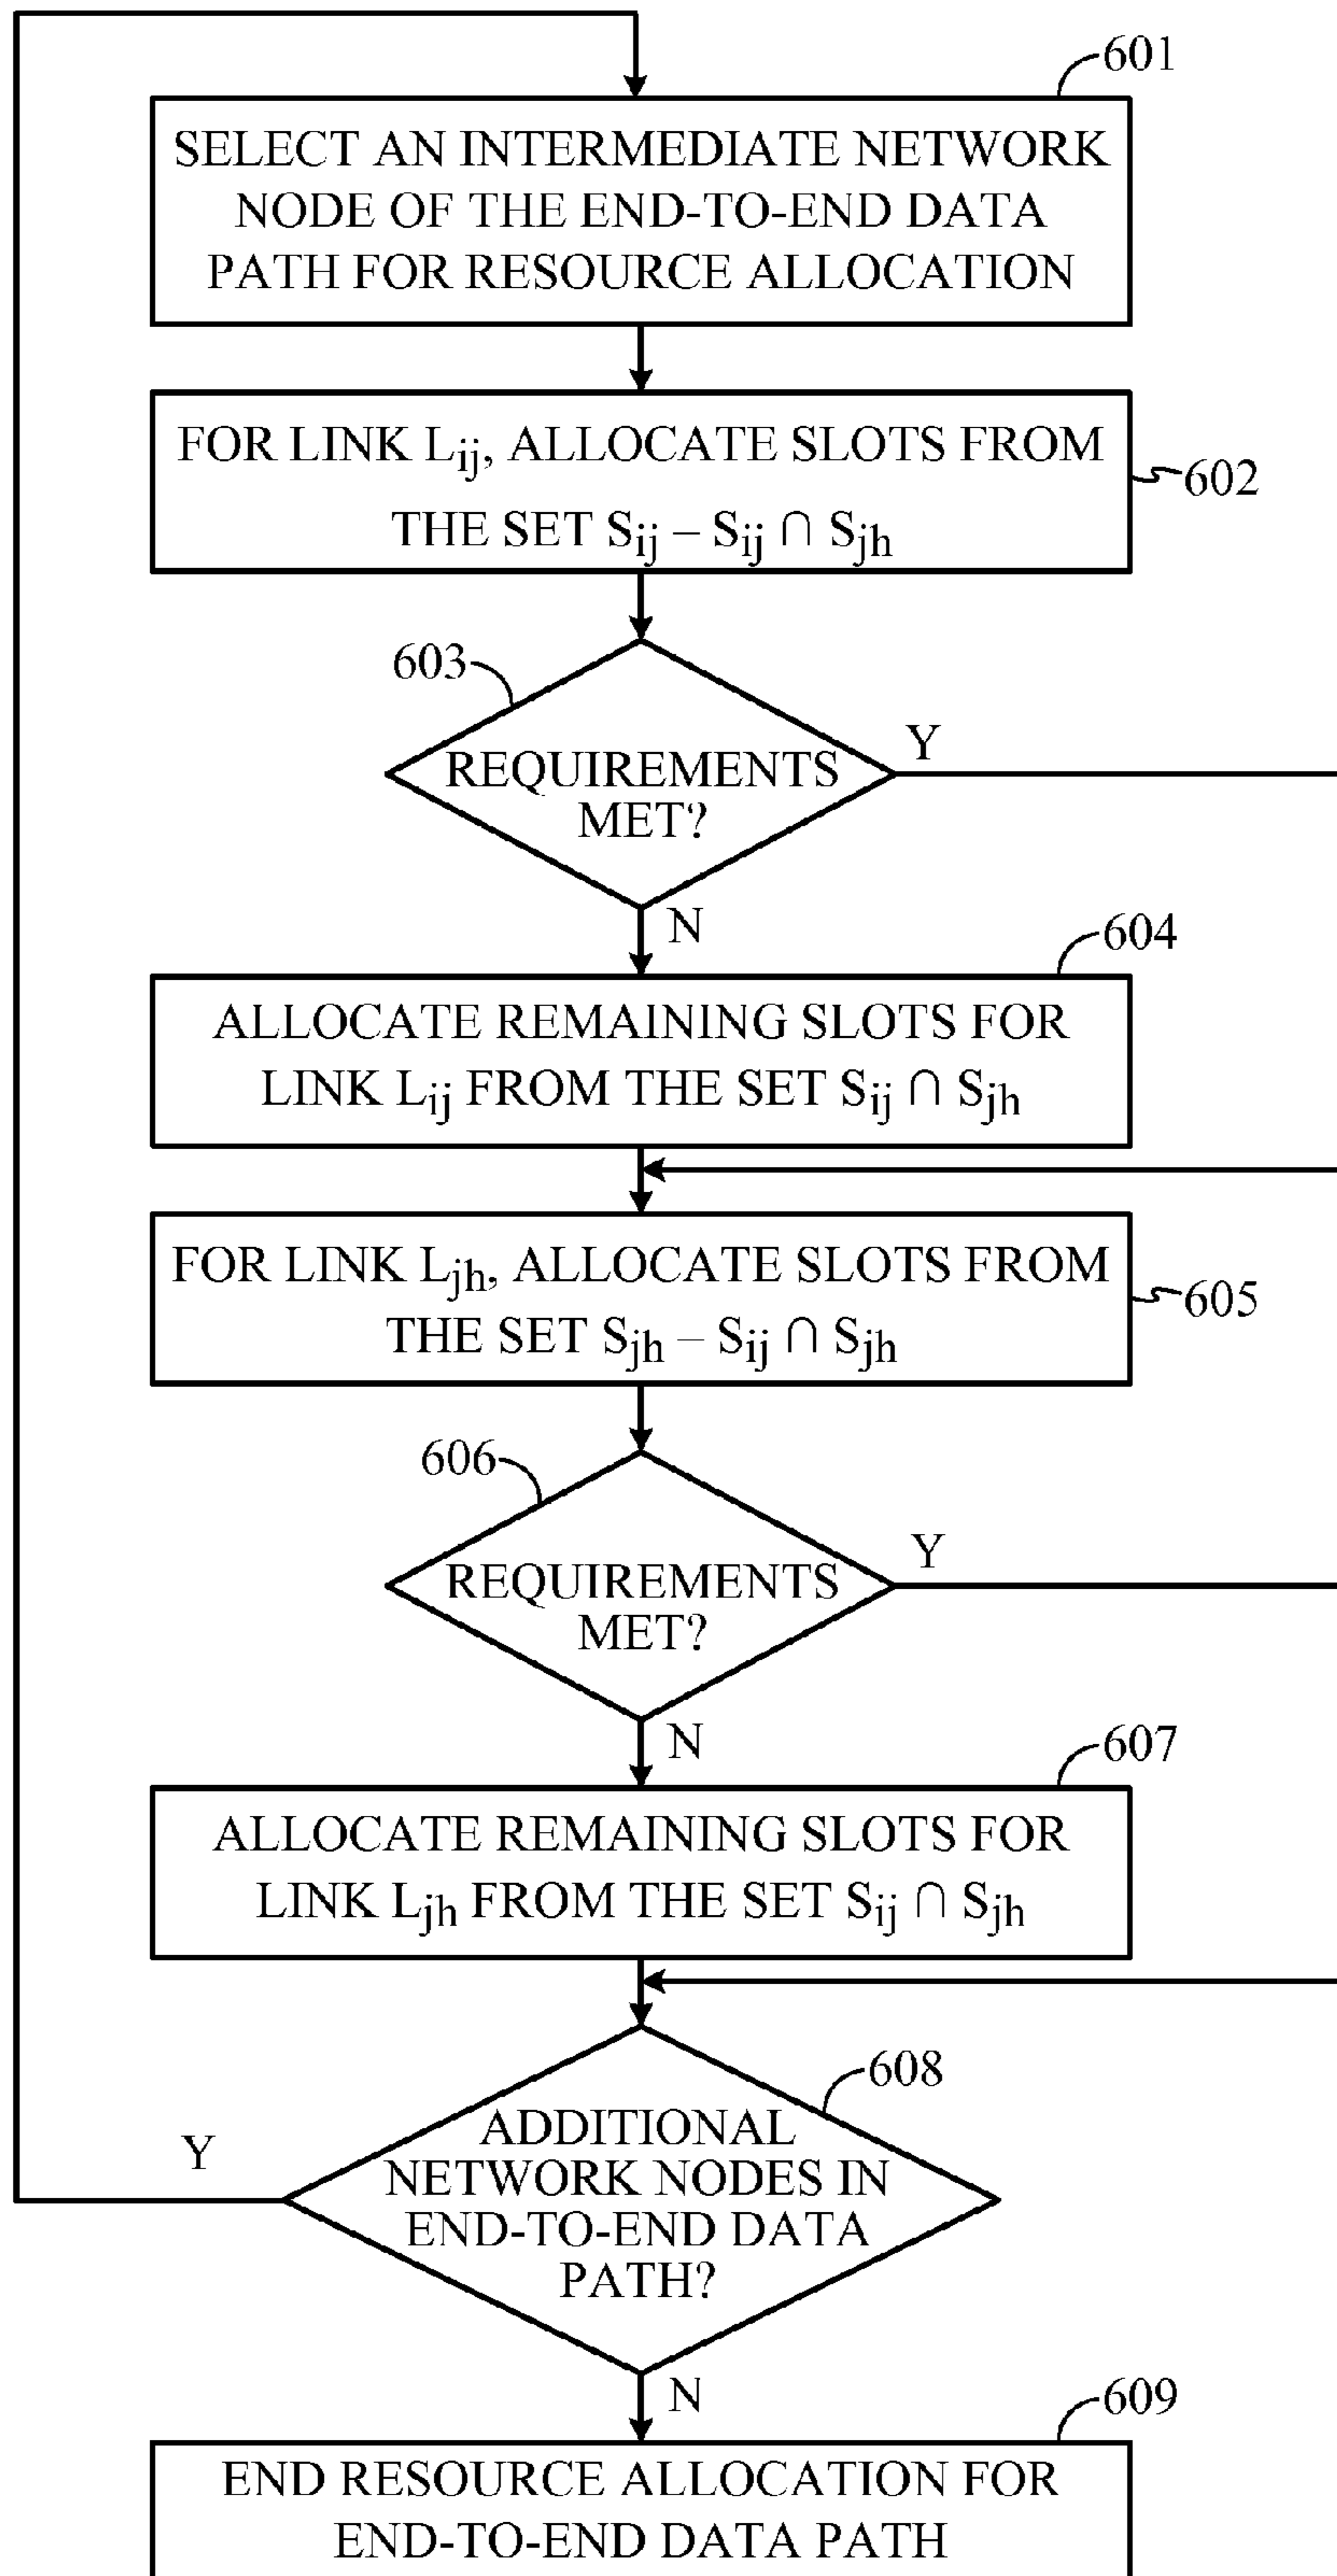 601
SELECT AN INTERMEDIATE NETWORK
NODE OF THE END-TO-END DATA
PATH FOR RESOURCE ALLOCATION
FOR LINK Lij, ALLOCATE SLOTS FROM
THE SET Sij – Sij ∩ Sjh
602
603
REQUIREMENTS
MET?
Y
N
604
ALLOCATE REMAINING SLOTS FOR
LINK Lij FROM THE SET Sij ∩ Sjh
FOR LINK Ljh, ALLOCATE SLOTS FROM
THE SET Sjh – Sij ∩ Sjh
605
606
REQUIREMENTS
MET?
Y
N
607
ALLOCATE REMAINING SLOTS FOR
LINK Ljh FROM THE SET Sij ∩ Sjh
608
ADDITIONAL
NETWORK NODES IN
END-TO-END DATA
PATH?
Y
N
609
END RESOURCE ALLOCATION FOR
END-TO-END DATA PATH